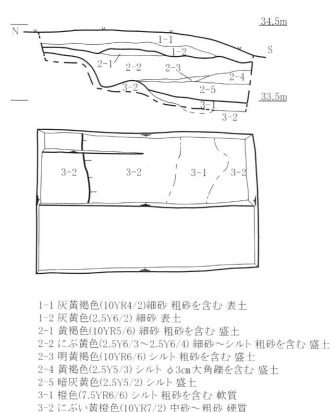 N
34.5m
1-1
S
1-2
2-1
2-2
2-3
2-4
3-2
2-5
33.5m
3-1
3-2
3-2
3-2
3-1
3-2
1-1 灰黄褐色(10YR4/2)細砂 粗砂を含む 表土
1-2 灰黄色(2.5Y6/2) 細砂 表土
2-1 黄褐色(10YR5/6) 細砂 粗砂を含む 盛土
2-2 にぶ黄色(2.5Y6/3~2.5Y6/4) 細砂~シルト 粗砂を含む 盛土
2-3 明黄褐色(10YR6/6) シルト 粗砂を含む 盛土
2-4 黄褐色(2.5Y5/3) シルト φ3㎝大角礫を含む 盛土
2-5 暗灰黄色(2.5Y5/2) シルト 盛土
3-1 橙色(7.5YR6/6) シルト 粗砂を含む 軟質
3-2 にぶい黄橙色(10YR7/2) 中砂~粗砂 硬質